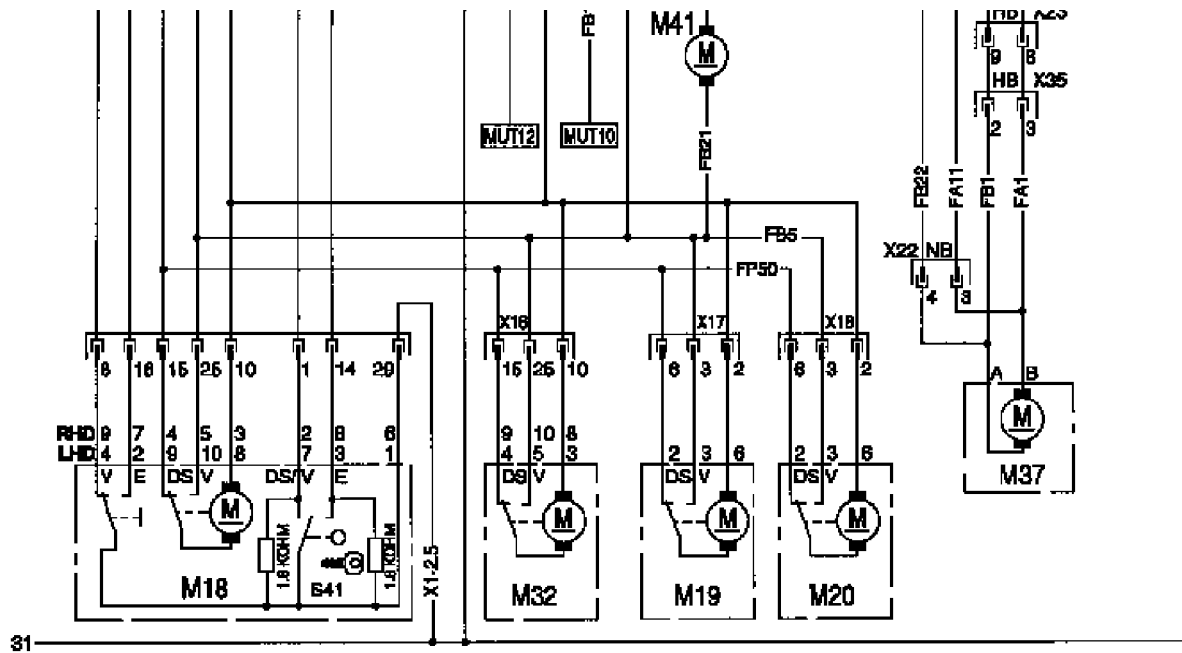 HB X23
M41
M
9 8
HB X35
2 3
MUT12 MUT10
FB21
FB22 FA11 FB1 FA1
FB5
X22 NB
FP50
4 3
X16 X17 X18
6 16 15 25 10 1 14 29
15 25 10
6 3 2
6 3 2
A B
M
M37
RHD 9 7 4 5 3 2 8 6
LHD 4 2 9 10 8 7 3 1
9 10 8
4 5 3
2 3 6
2 3 6
V E DS V DS/V E
DS V
DS V
DS V
M
M
M
M
1.8 KOHM
1.8 KOHM
M18
S41
X1-2.5
M32
M19
M20
31